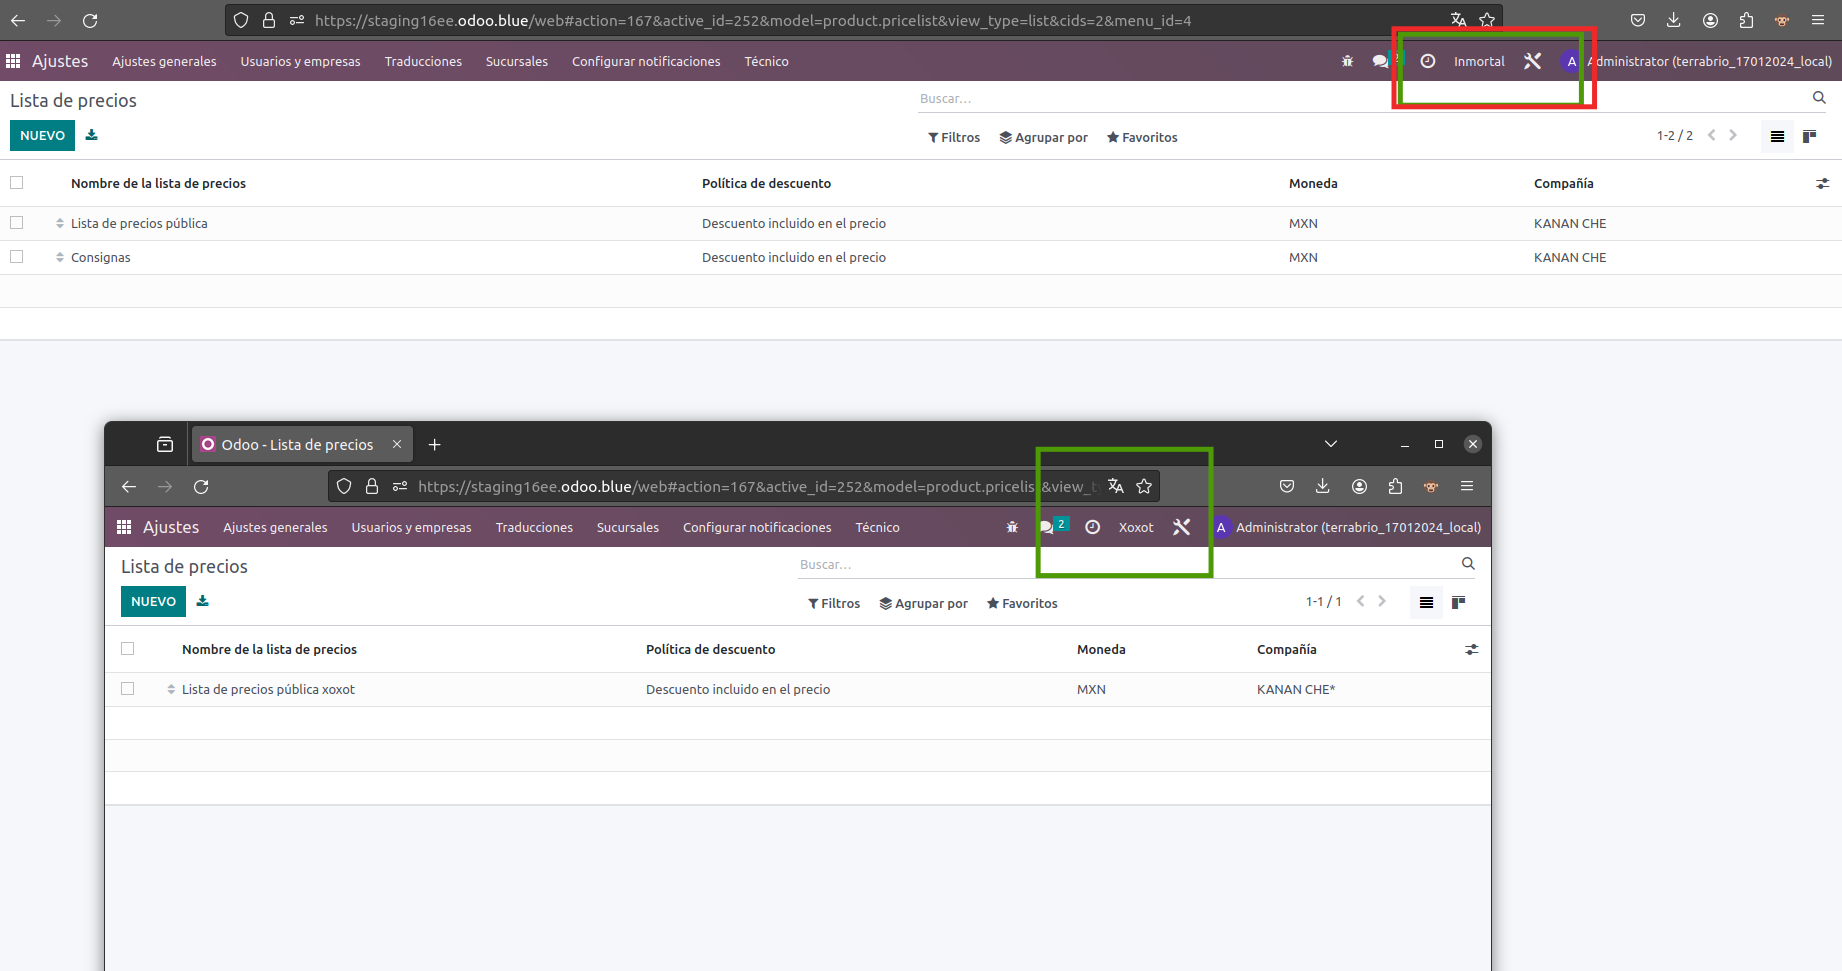 https://staging16ee.odoo.blue/web#action=167&active_id=252&model=product.pricelist&view_type=list&cids=2&menu_id=4
Ajustes Ajustes generales Usuarios y empresas Traducciones Sucursales Configurar notificaciones Técnico Inmortal A Administrator (terrabrio_17012024_local)
Lista de precios Buscar...
NUEVO Filtros Agrupar por Favoritos 1-2 / 2
Nombre de la lista de precios Política de descuento Moneda Compañía
Lista de precios pública Descuento incluido en el precio MXN KANAN CHE
Consignas Descuento incluido en el precio MXN KANAN CHE
Odoo - Lista de precios
https://staging16ee.odoo.blue/web#action=167&active_id=252&model=product.pricelis &view_
Ajustes Ajustes generales Usuarios y empresas Traducciones Sucursales Configurar notificaciones Técnico 2 Xoxot A Administrator (terrabrio_17012024_local)
Lista de precios Buscar...
NUEVO Filtros Agrupar por Favoritos 1-1 / 1
Nombre de la lista de precios Política de descuento Moneda Compañía
Lista de precios pública xoxot Descuento incluido en el precio MXN KANAN CHE*